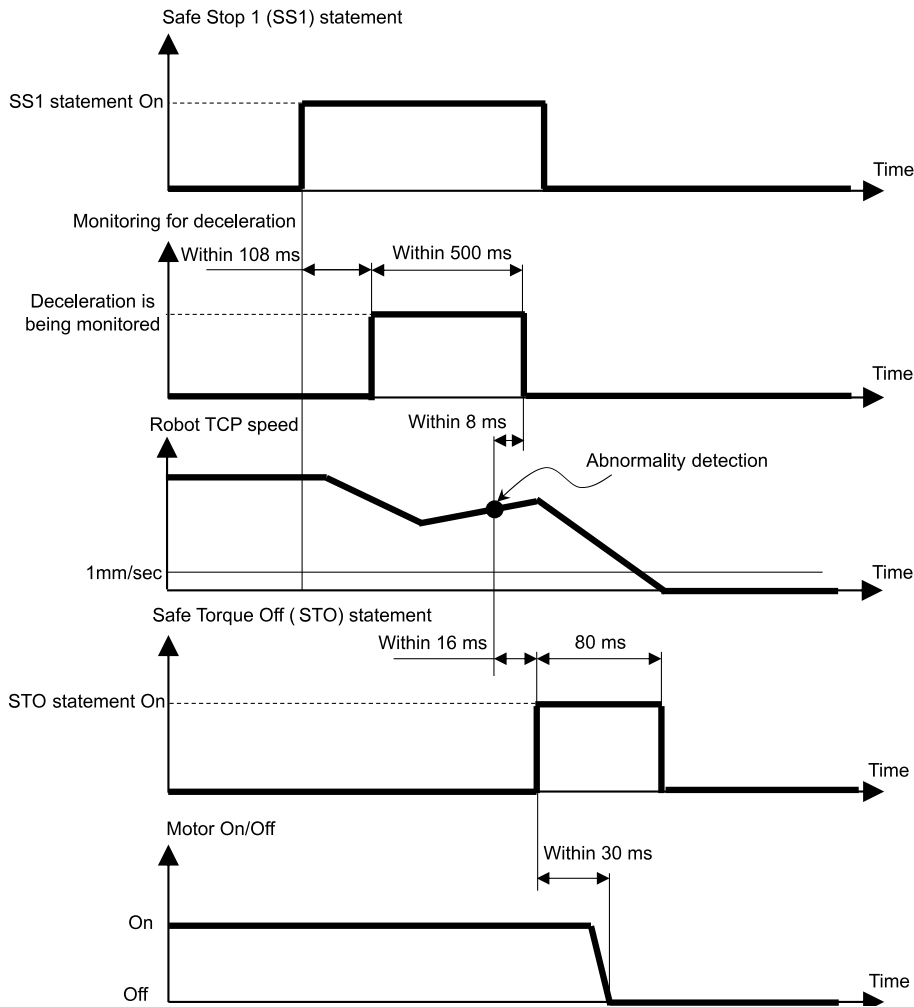 Safe Stop 1 (SS1) statement
SS1 statement On
Time
Monitoring for deceleration
Within 108 ms
Within 500 ms
Deceleration is
being monitored
Time
Within 8 ms
Robot TCP speed
Abnormality detection
1mm/sec
Time
Safe Torque Off ( STO) statement
Within 16 ms
80 ms
STO statement On
Time
Motor On/Off
Within 30 ms
On
Time
Off